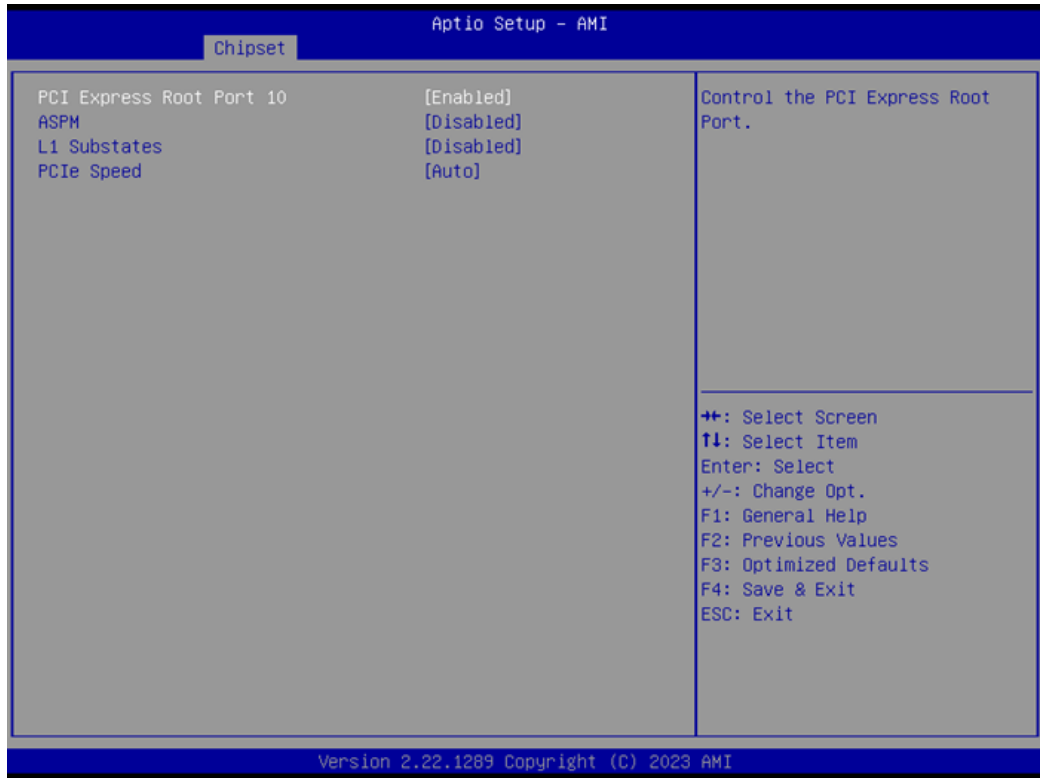 Aptio Setup – AMI
Chipset
PCI Express Root Port 10 [Enabled]
ASPM [Disabled]
L1 Substates [Disabled]
PCIe Speed [Auto]
Control the PCI Express Root
Port.
→←: Select Screen
↑↓: Select Item
Enter: Select
+/-: Change Opt.
F1: General Help
F2: Previous Values
F3: Optimized Defaults
F4: Save & Exit
ESC: Exit
Version 2.22.1289 Copyright (C) 2023 AMI